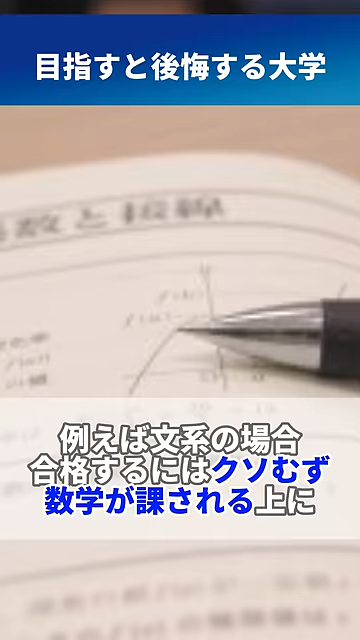 目指すと後悔する大学
例えば文系の場合
合格するにはクソむず
数学が課される上に